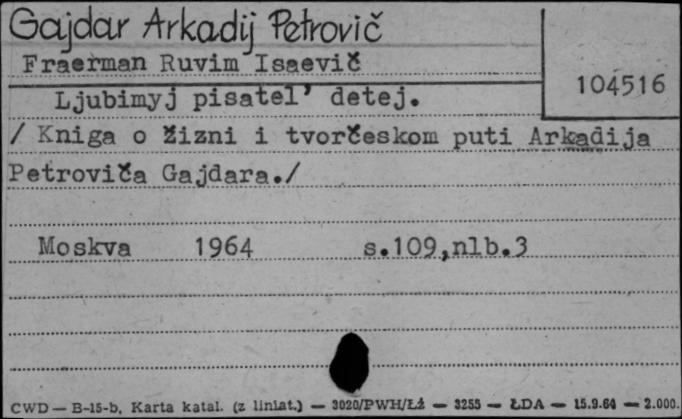 Gajdar Arkadij Petrovič
Fraerman Ruvim Isaevič
104516
Ljubimyj pisatel' detej.
/ Kniga o žizni i tvorčeskom puti Arkadija
Petroviča Gajdara./
Moskva 1964 s.109,nlb.3
CWD — B-15-b, Karta katal. (z liniat.) — 3020/PWH/Łź — 3255 — ŁDA — 15.9.64 — 2.000.